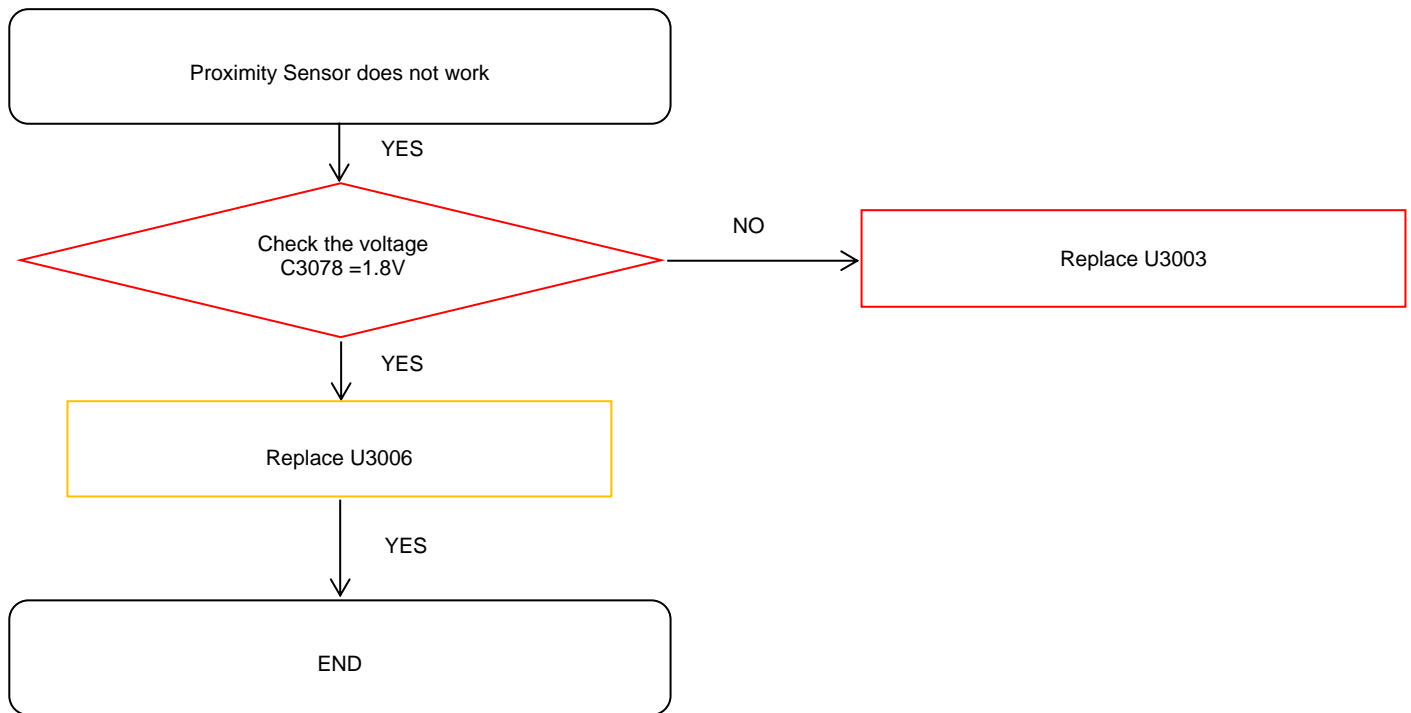 Proximity Sensor does not work
YES
Check the voltage
C3078 =1.8V
NO
Replace U3003
YES
Replace U3006
YES
END